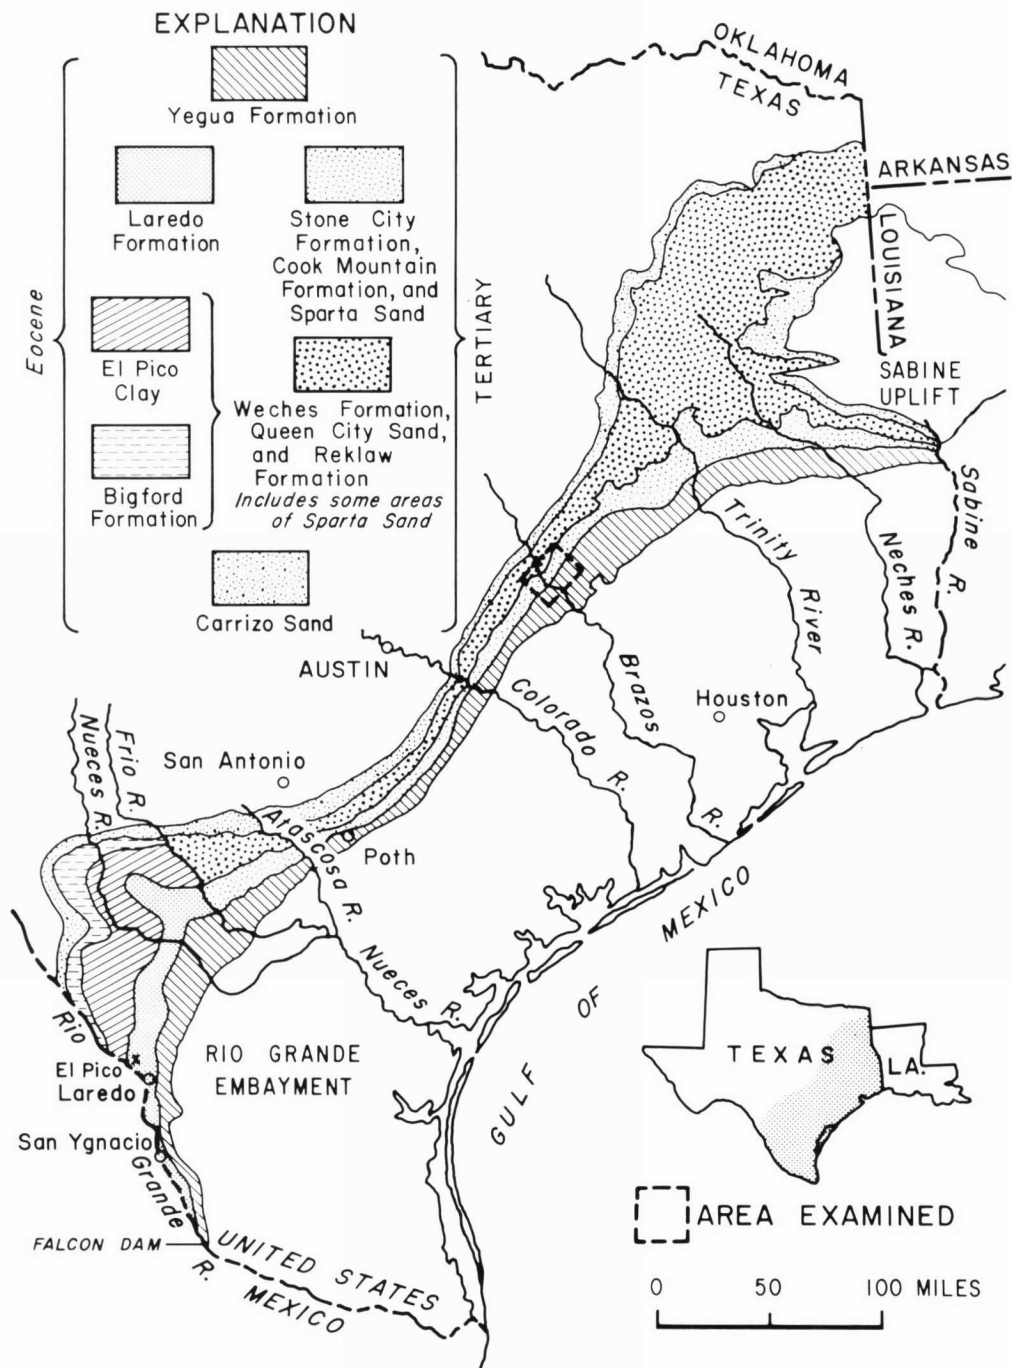 EXPLANATION
Yegua Formation
Laredo
Formation
Stone City
Formation,
Cook Mountain
Formation, and
Sparta Sand
El Pico
Clay
Weches Formation,
Queen City Sand,
and Reklaw
Formation
Includes some areas
of Sparta Sand
Bigford
Formation
Carrizo Sand
Eocene
TERTIARY
OKLAHOMA
TEXAS
ARKANSAS
LOUISIANA
SABINE
UPLIFT
Sabine
R.
Neches R.
Trinity
River
Brazos
R.
Houston
Colorado R.
AUSTIN
San Antonio
Nueces R.
Frio R.
Atascosa R.
Poth
Nueces
R.
GULF
OF
MEXICO
RIO GRANDE
EMBAYMENT
Rio
El Pico
Laredo
San Ygnacio
Grande
R.
FALCON DAM
UNITED STATES
MEXICO
TEXAS
LA.
AREA EXAMINED
0 50 100 MILES